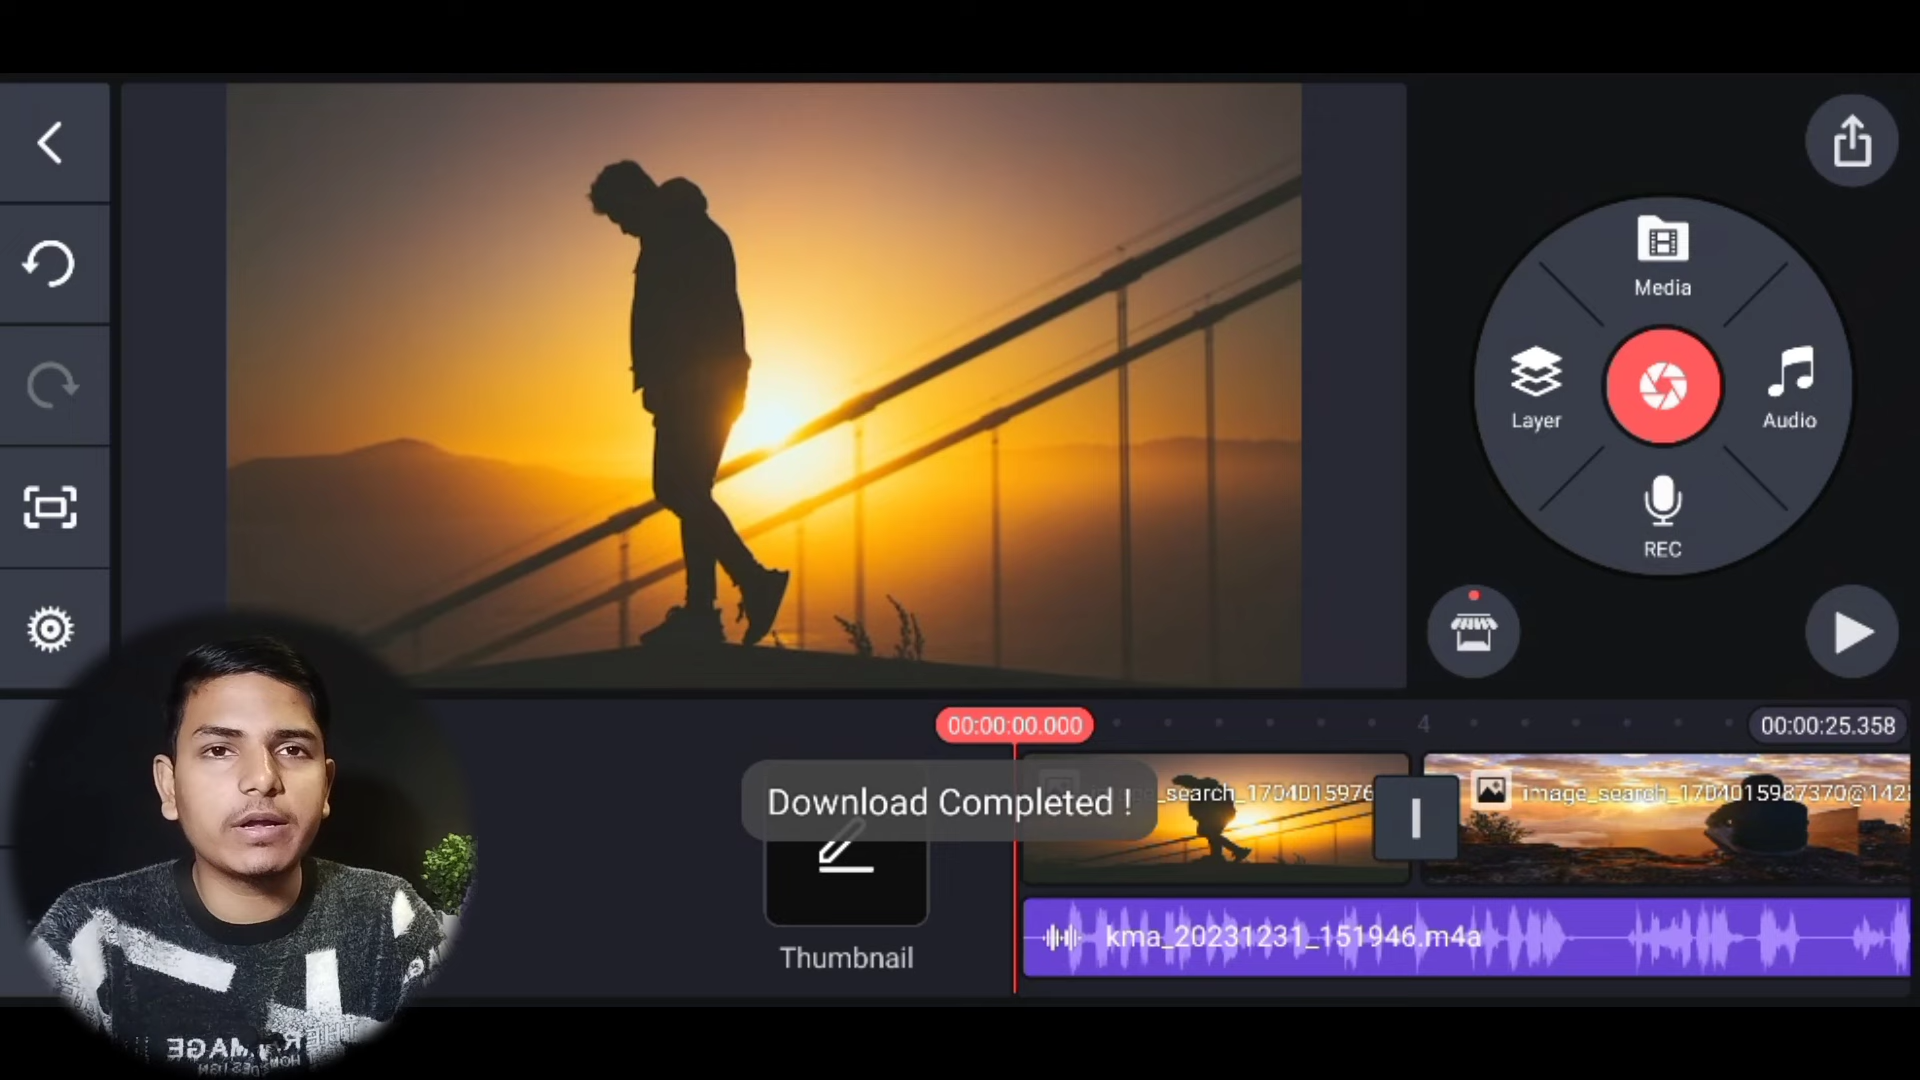 Media
Layer
Audio
REC
00:00:00.000
4
00:00:25.358
Download Completed !
_search_1704015976
image_search_1704015987370@142
kma_20231231_151946.m4a
Thumbnail